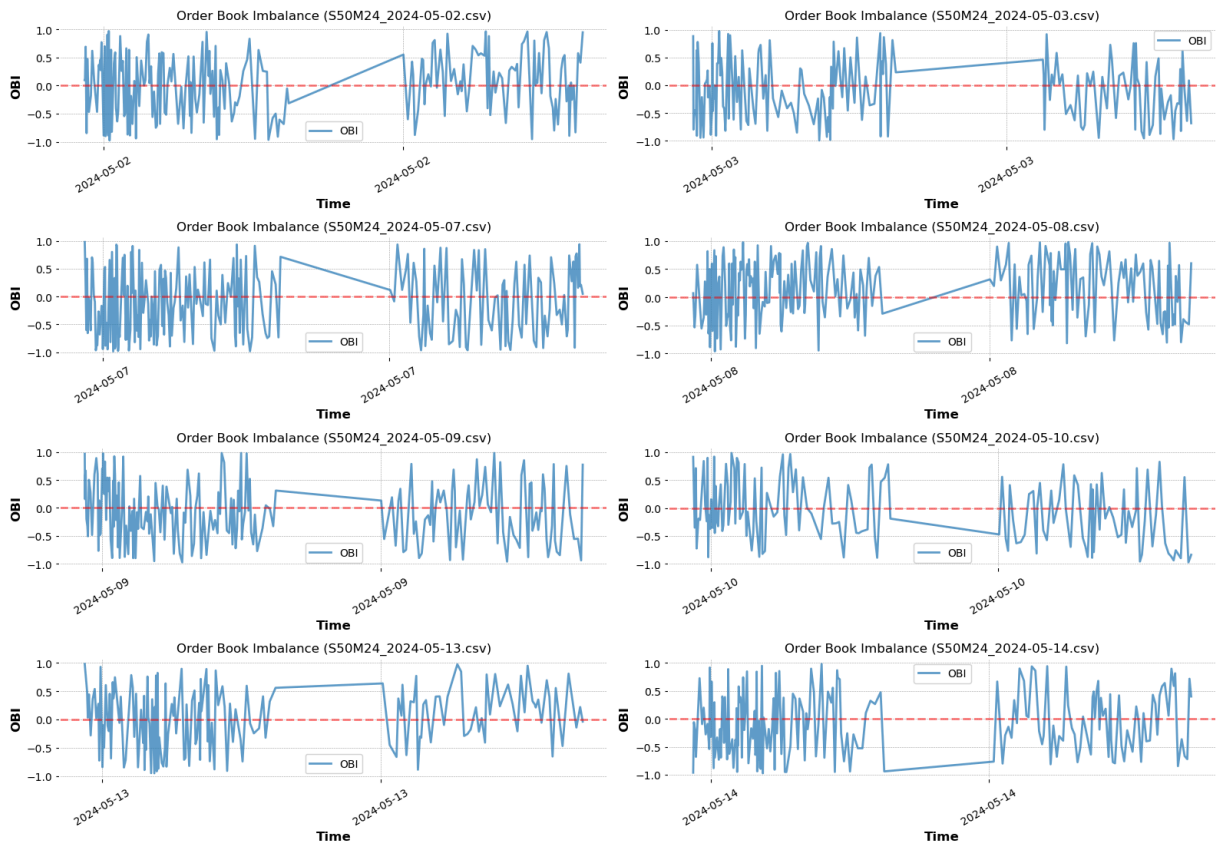 Order Book Imbalance (S50M24_2024-05-02.csv)
1.0
0.5
0.0
−0.5
−1.0
OBI
OBI
2024-05-02
2024-05-02
Time
Order Book Imbalance (S50M24_2024-05-03.csv)
1.0
0.5
0.0
−0.5
−1.0
OBI
OBI
2024-05-03
2024-05-03
Time
Order Book Imbalance (S50M24_2024-05-07.csv)
1.0
0.5
0.0
−0.5
−1.0
OBI
OBI
2024-05-07
2024-05-07
Time
Order Book Imbalance (S50M24_2024-05-08.csv)
1.0
0.5
0.0
−0.5
−1.0
OBI
OBI
2024-05-08
2024-05-08
Time
Order Book Imbalance (S50M24_2024-05-09.csv)
1.0
0.5
0.0
−0.5
−1.0
OBI
OBI
2024-05-09
2024-05-09
Time
Order Book Imbalance (S50M24_2024-05-10.csv)
1.0
0.5
0.0
−0.5
−1.0
OBI
OBI
2024-05-10
2024-05-10
Time
Order Book Imbalance (S50M24_2024-05-13.csv)
1.0
0.5
0.0
−0.5
−1.0
OBI
OBI
2024-05-13
2024-05-13
Time
Order Book Imbalance (S50M24_2024-05-14.csv)
1.0
0.5
0.0
−0.5
−1.0
OBI
OBI
2024-05-14
2024-05-14
Time